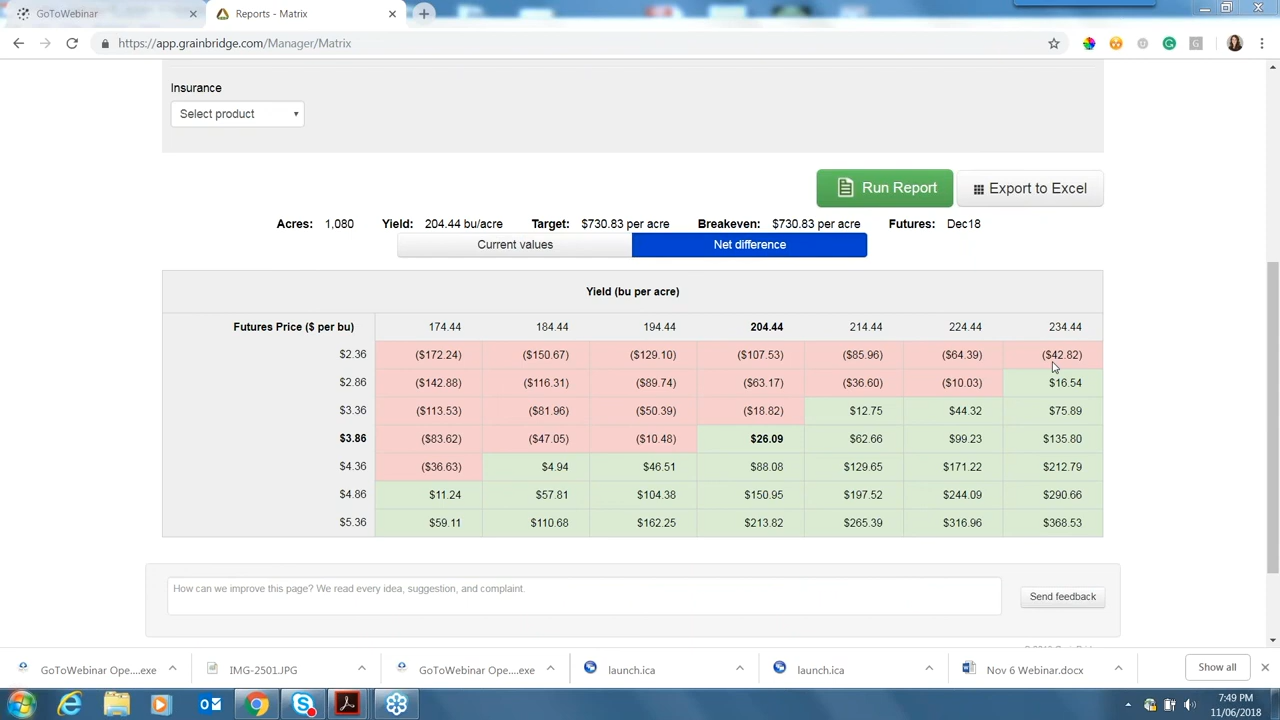 GoToWebinar
Reports - Matrix
https://app.grainbridge.com/Manager/Matrix
Insurance
Select product
Run Report
Export to Excel
Acres: 1,080 Yield: 204.44 bu/acre Target: $730.83 per acre Breakeven: $730.83 per acre Futures: Dec18
Current values Net difference
Yield (bu per acre)
Futures Price ($ per bu) 174.44 184.44 194.44 204.44 214.44 224.44 234.44
$2.36 ($172.24) ($150.67) ($129.10) ($107.53) ($85.96) ($64.39) ($42.82)
$2.86 ($142.88) ($116.31) ($89.74) ($63.17) ($36.60) ($10.03) $16.54
$3.36 ($113.53) ($81.96) ($50.39) ($18.82) $12.75 $44.32 $75.89
$3.86 ($83.62) ($47.05) ($10.48) $26.09 $62.66 $99.23 $135.80
$4.36 ($36.63) $4.94 $46.51 $88.08 $129.65 $171.22 $212.79
$4.86 $11.24 $57.81 $104.38 $150.95 $197.52 $244.09 $290.66
$5.36 $59.11 $110.68 $162.25 $213.82 $265.39 $316.96 $368.53
How can we improve this page? We read every idea, suggestion, and complaint.
Send feedback
GoToWebinar Ope....exe
IMG-2501.JPG
GoToWebinar Ope....exe
launch.ica
launch.ica
Nov 6 Webinar.docx
Show all
7:49 PM
11/06/2018